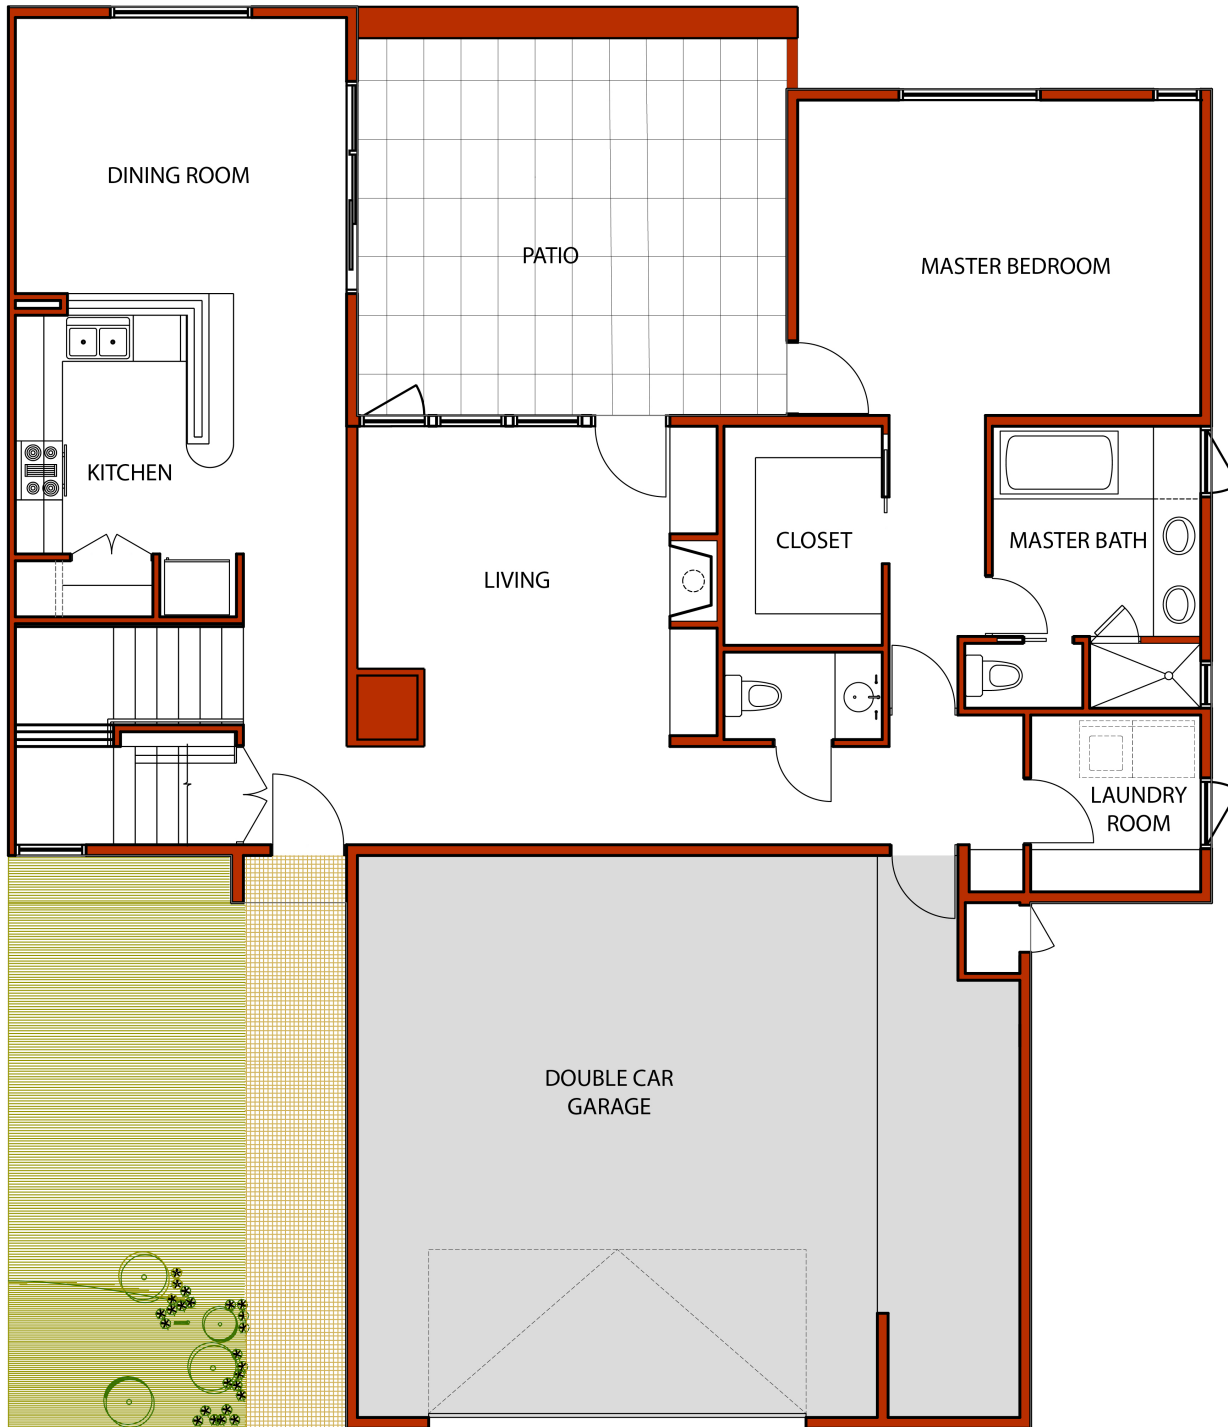 DINING ROOM
PATIO
MASTER BEDROOM
KITCHEN
LIVING
CLOSET
MASTER BATH
LAUNDRY
ROOM
DOUBLE CAR
GARAGE